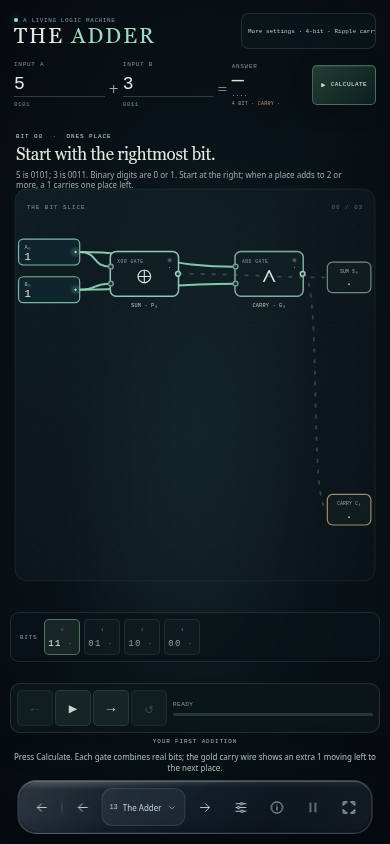 A LIVING LOGIC MACHINE
THE ADDER
More settings · 4-bit · Ripple carr
INPUT A
INPUT B
ANSWER
5 + 3 = —
0101 0011
4 BIT · CARRY ·
▶ CALCULATE
BIT 00 · ONES PLACE
Start with the rightmost bit.
5 is 0101; 3 is 0011. Binary digits are 0 or 1. Start at the right; when a place adds to 2 or
more, a 1 carries one place left.
THE BIT SLICE
00 / 03
A₀
1
B₀
1
XOR GATE
SUM → P₀
AND GATE
CARRY → G₀
SUM S₀
CARRY C₁
BITS
11 01 10 00
← ▶ → ↺
READY
YOUR FIRST ADDITION
Press Calculate. Each gate combines real bits; the gold carry wire shows an extra 1 moving left to
the next place.
13 The Adder